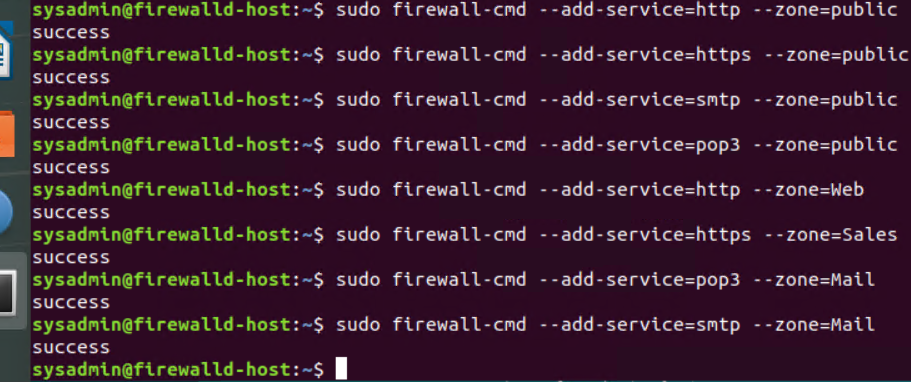 sysadmin@firewalld-host:~$ sudo firewall-cmd --add-service=http --zone=public
success
sysadmin@firewalld-host:~$ sudo firewall-cmd --add-service=https --zone=public
success
sysadmin@firewalld-host:~$ sudo firewall-cmd --add-service=smtp --zone=public
success
sysadmin@firewalld-host:~$ sudo firewall-cmd --add-service=pop3 --zone=public
success
sysadmin@firewalld-host:~$ sudo firewall-cmd --add-service=http --zone=Web
success
sysadmin@firewalld-host:~$ sudo firewall-cmd --add-service=https --zone=Sales
success
sysadmin@firewalld-host:~$ sudo firewall-cmd --add-service=pop3 --zone=Mail
success
sysadmin@firewalld-host:~$ sudo firewall-cmd --add-service=smtp --zone=Mail
success
sysadmin@firewalld-host:~$